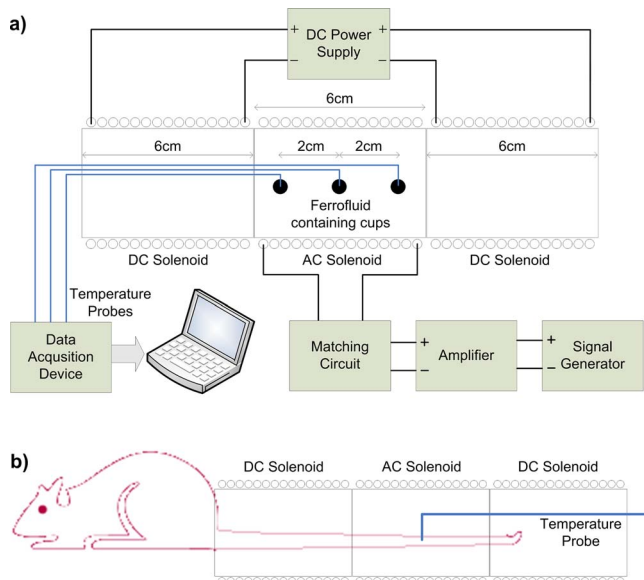 a)
DC Power
Supply
+
+
−
−
6cm
6cm
2cm
2cm
6cm
Ferrofluid
containing cups
DC Solenoid
AC Solenoid
DC Solenoid
Temperature
Probes
Data
Acqusition
Device
Matching
Circuit
+
−
Amplifier
+
−
Signal
Generator
b)
DC Solenoid
AC Solenoid
DC Solenoid
Temperature
Probe